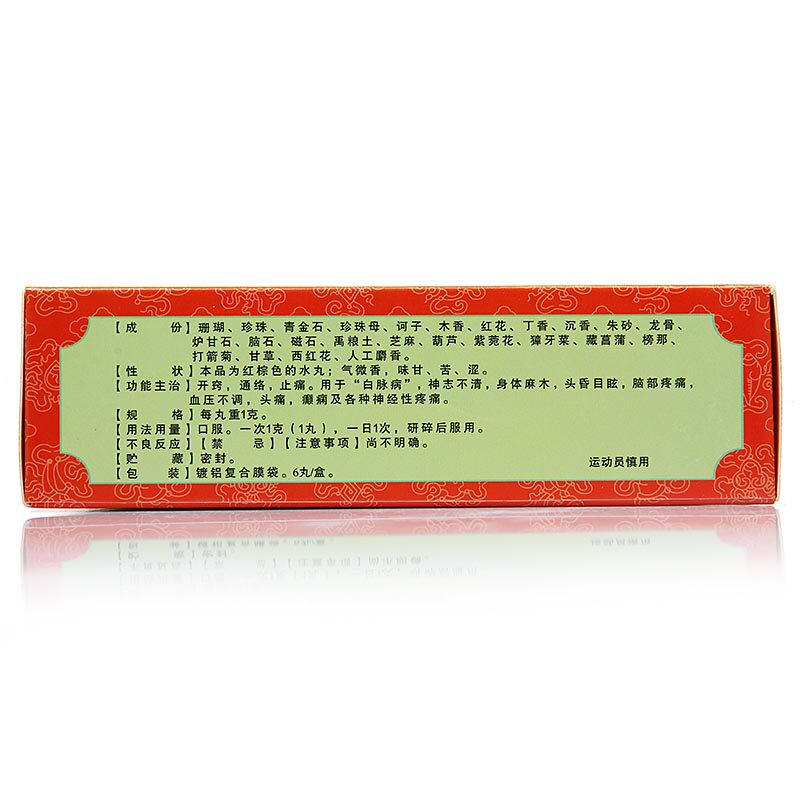 【成　　份】珊瑚、珍珠、青金石、珍珠母、诃子、木香、红花、丁香、沉香、朱砂、龙骨、
炉甘石、脑石、磁石、禹粮土、芝麻、葫芦、紫菀花、獐牙菜、藏菖蒲、榜那、
打箭菊、甘草、西红花、人工麝香。
【性　　状】本品为红棕色的水丸；气微香，味甘、苦、涩。
【功能主治】开窍，通络，止痛。用于“白脉病”，神志不清，身体麻木，头昏目眩，脑部疼痛，
血压不调，头痛，癫痫及各种神经性疼痛。
【规　　格】每丸重1克。
【用法用量】口服。一次1克（1丸），一日1次，研碎后服用。
【不良反应】【禁　　忌】【注意事项】尚不明确。
【贮　　藏】密封。
【包　　装】镀铝复合膜袋。6丸/盒。
运动员慎用